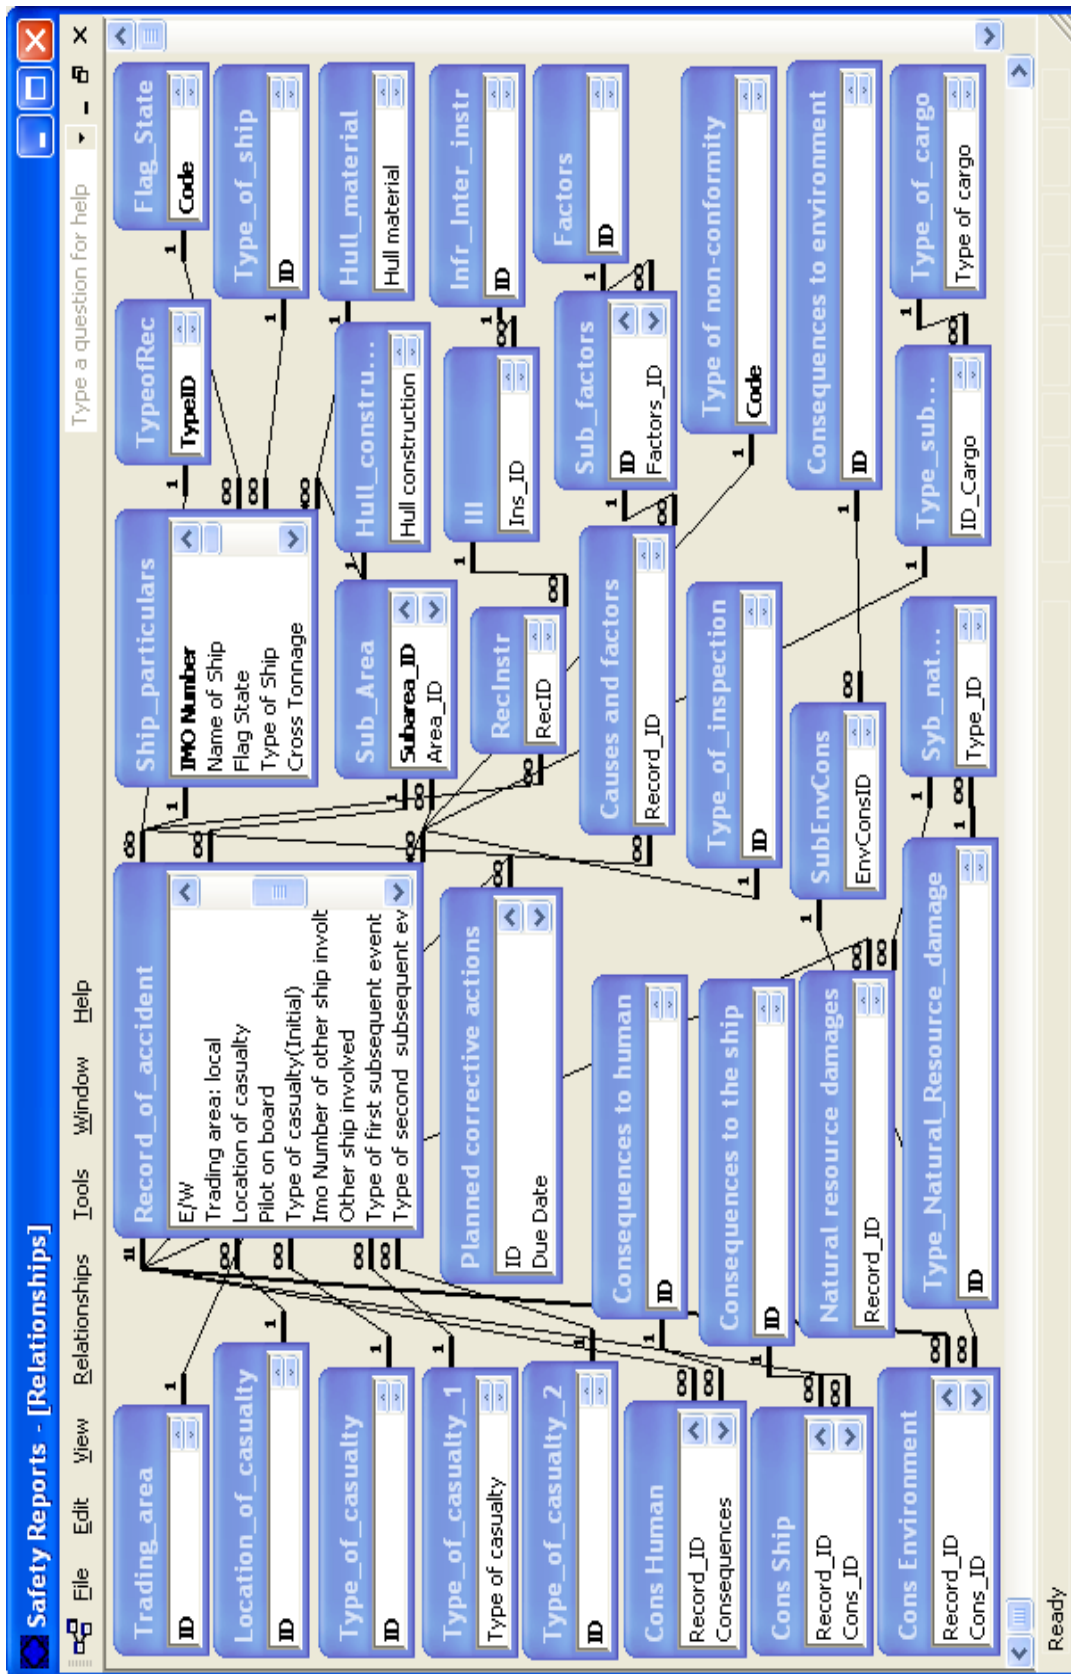 Safety Reports - [Relationships]
File Edit View Relationships Tools Window Help
Type a question for help
Trading_area
ID
Location_of_casualty
ID
Type_of_casualty
ID
Type_of_casualty_1
Type of casualty
Type_of_casualty_2
ID
Cons Human
Record_ID
Consequences
Cons Ship
Record_ID
Cons_ID
Cons Environment
Record_ID
Cons_ID
Record_of_accident
E/W
Trading area: local
Location of casualty
Pilot on board
Type of casualty(Initial)
Imo Number of other ship involt
Other ship involved
Type of first subsequent event
Type of second subsequent ev
Planned corrective actions
ID
Due Date
Consequences to human
ID
Consequences to the ship
ID
Natural resource damages
Record_ID
Type_Natural_Resource_damage
ID
Ship_particulars
IMO Number
Name of Ship
Flag State
Type of Ship
Cross Tonnage
Sub_Area
Subarea_ID
Area_ID
RecInstr
RecID
Causes and factors
Record_ID
Type_of_inspection
ID
SubEnvCons
EnvConsID
Syb_nat...
Type_ID
TypeofRec
TypeID
Hull_constru...
Hull construction
III
Ins_ID
Sub_factors
ID
Factors_ID
Type of non-conformity
Code
Type_sub...
ID_Cargo
Flag_State
Code
Type_of_ship
ID
Hull_material
Hull material
Infr_Inter_instr
ID
Factors
ID
Consequences to environment
ID
Type_of_cargo
Type of cargo
Ready